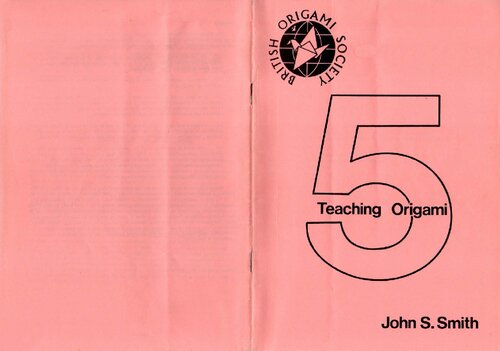 BRITISH ORIGAMI SOCIETY
5
Teaching Origami
John S. Smith